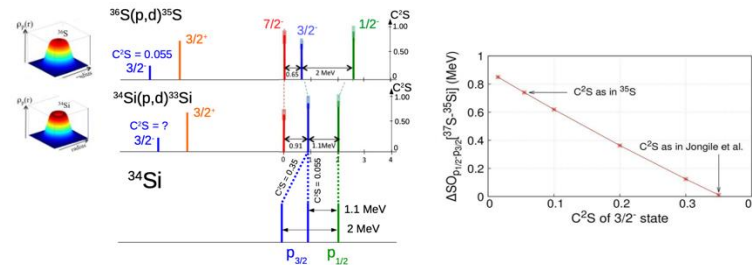 ρp(r)
36S
radius
36S(p,d)35S
C²S = 0.055
3/2-
3/2+
7/2-
3/2-
1/2-
C²S
1.00
0.50
0.00
0.65
2 MeV
ρp(r)
34Si
radius
34Si(p,d)33Si
C²S = ?
3/2-
3/2+
C²S
1.00
0.50
0.00
0.91
1.1MeV
0 1 2 3 4
34Si
C²S = 0.35
C²S = 0.055
1.1 MeV
2 MeV
p3/2
p1/2
ΔSOp1/2-p3/2[37S-35Si] (MeV)
1
0.8
0.6
0.4
0.2
0
C²S as in 35S
C²S as in Jongile et al.
0 0.1 0.2 0.3 0.4
C²S of 3/2- state